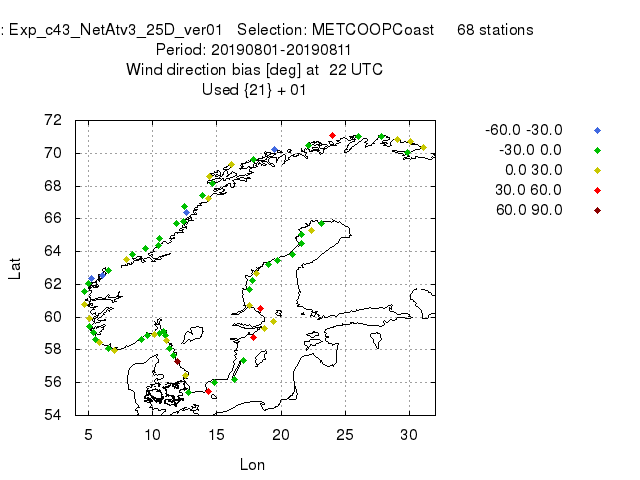 : Exp_c43_NetAtv3_25D_ver01 Selection: METCOOPCoast 68 stations
Period: 20190801-20190811
Wind direction bias [deg] at 22 UTC
Used {21} + 01
72
70
68
66
64
62
60
58
56
54
Lat
5 10 15 20 25 30
Lon
-60.0 -30.0
-30.0 0.0
0.0 30.0
30.0 60.0
60.0 90.0